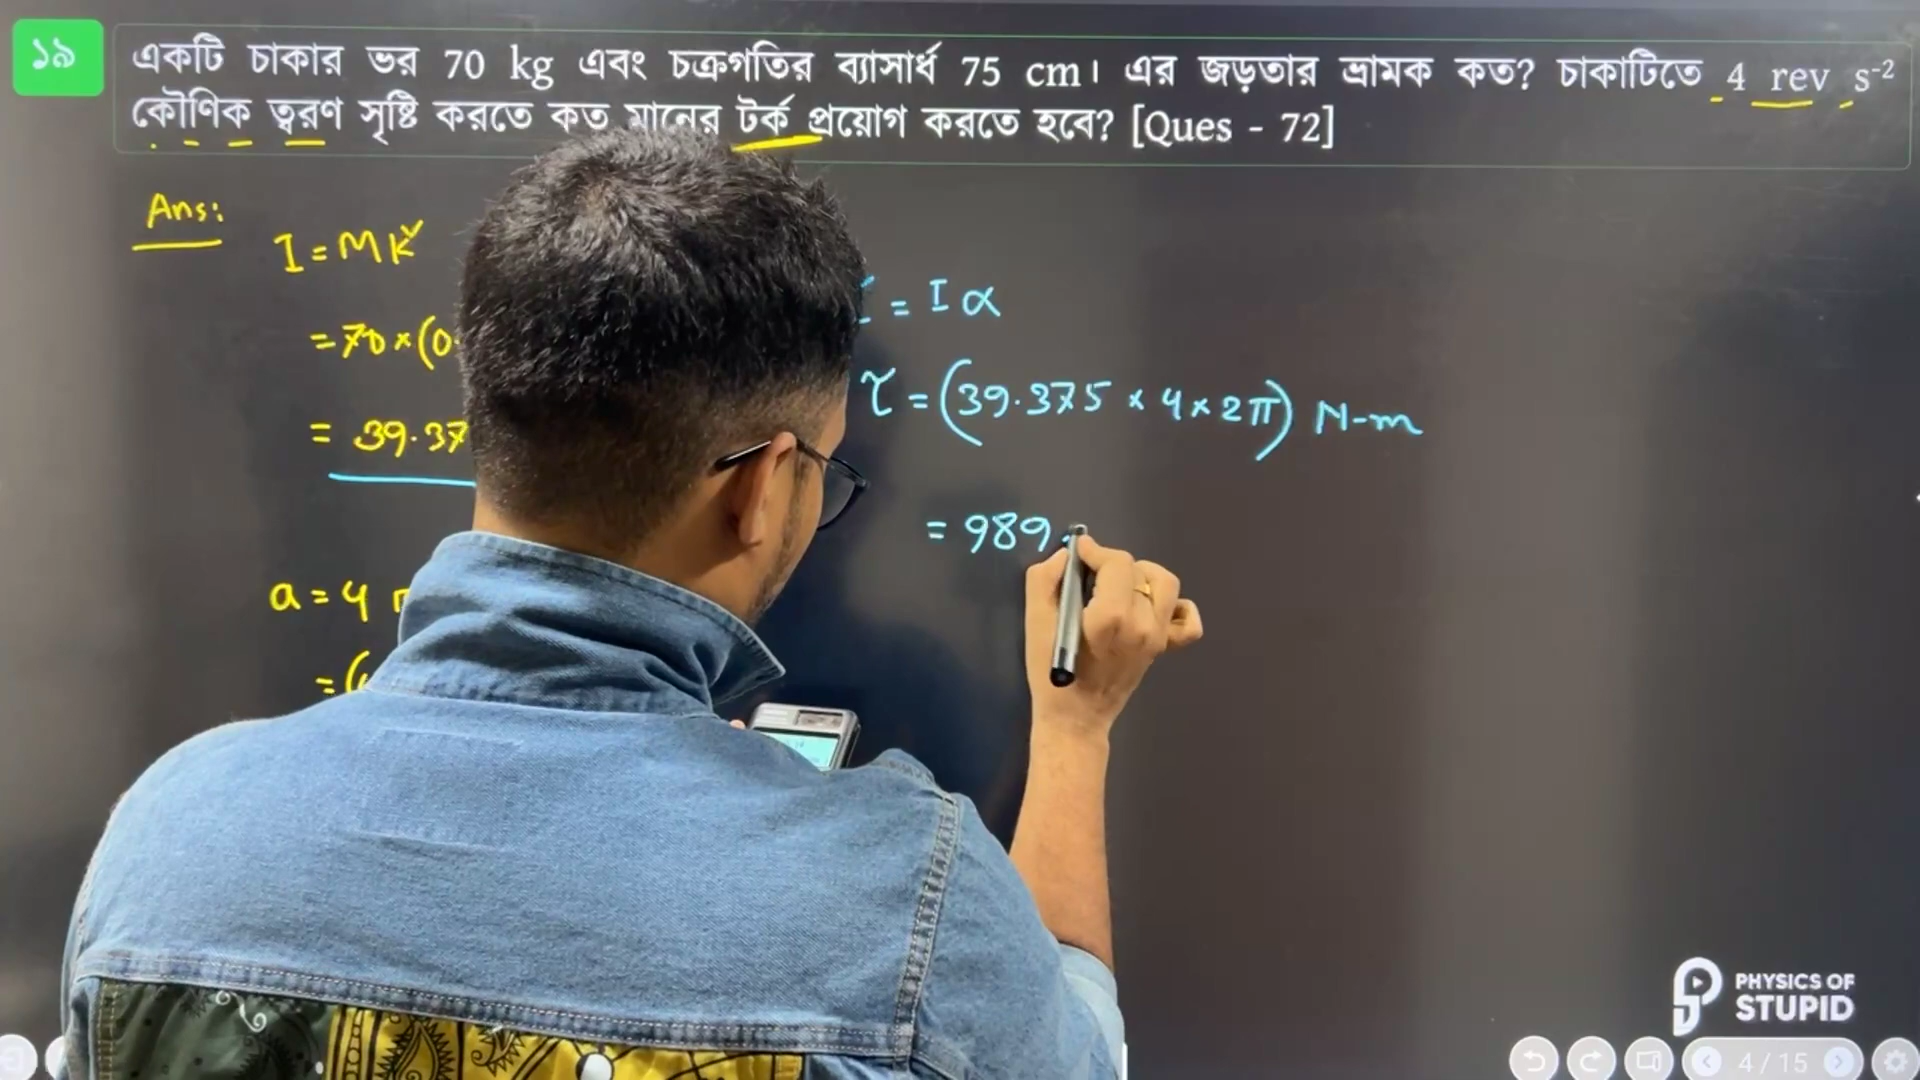 ১৯
একটি চাকার ভর 70 kg এবং চক্রগতির ব্যাসার্ধ 75 cm। এর জড়তার ভ্রামক কত? চাকাটিতে 4 rev s⁻²
কৌণিক ত্বরণ সৃষ্টি করতে কত মানের টর্ক প্রয়োগ করতে হবে? [Ques - 72]
Ans:
I = MK²
= 70 × (0.
= 39.37
a = 4
= (
= I α
τ = (39.375 × 4 × 2π) N-m
= 989.
PHYSICS OF
STUPID
4 / 15